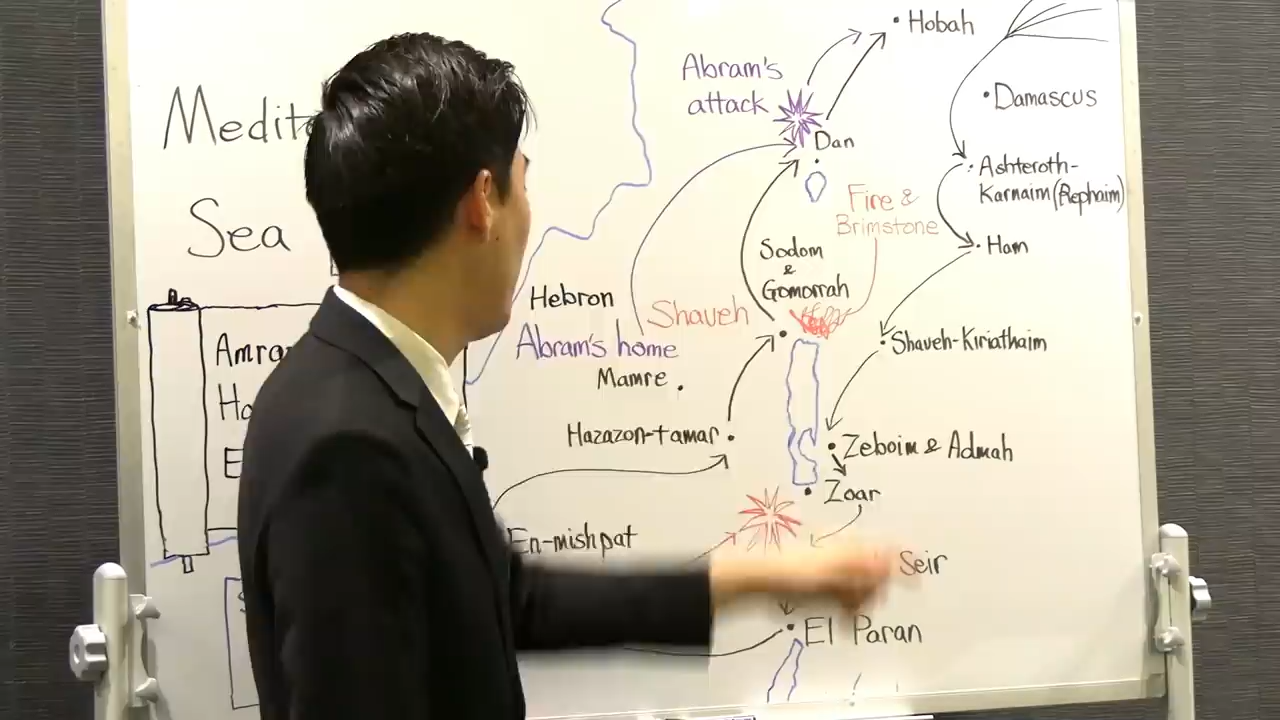 Sea
Hobah
Abram's
attack
Damascus
Dan
Ashteroth-
Karnaim (Rephaim)
Fire &
Brimstone
Ham
Sodom
&
Gomorrah
Hebron
Shaveh
Abram's home
Shaveh-Kiriathaim
Mamre
Hazazon-tamar
Zeboim & Admah
Zoar
En-mishpat
Seir
El Paran